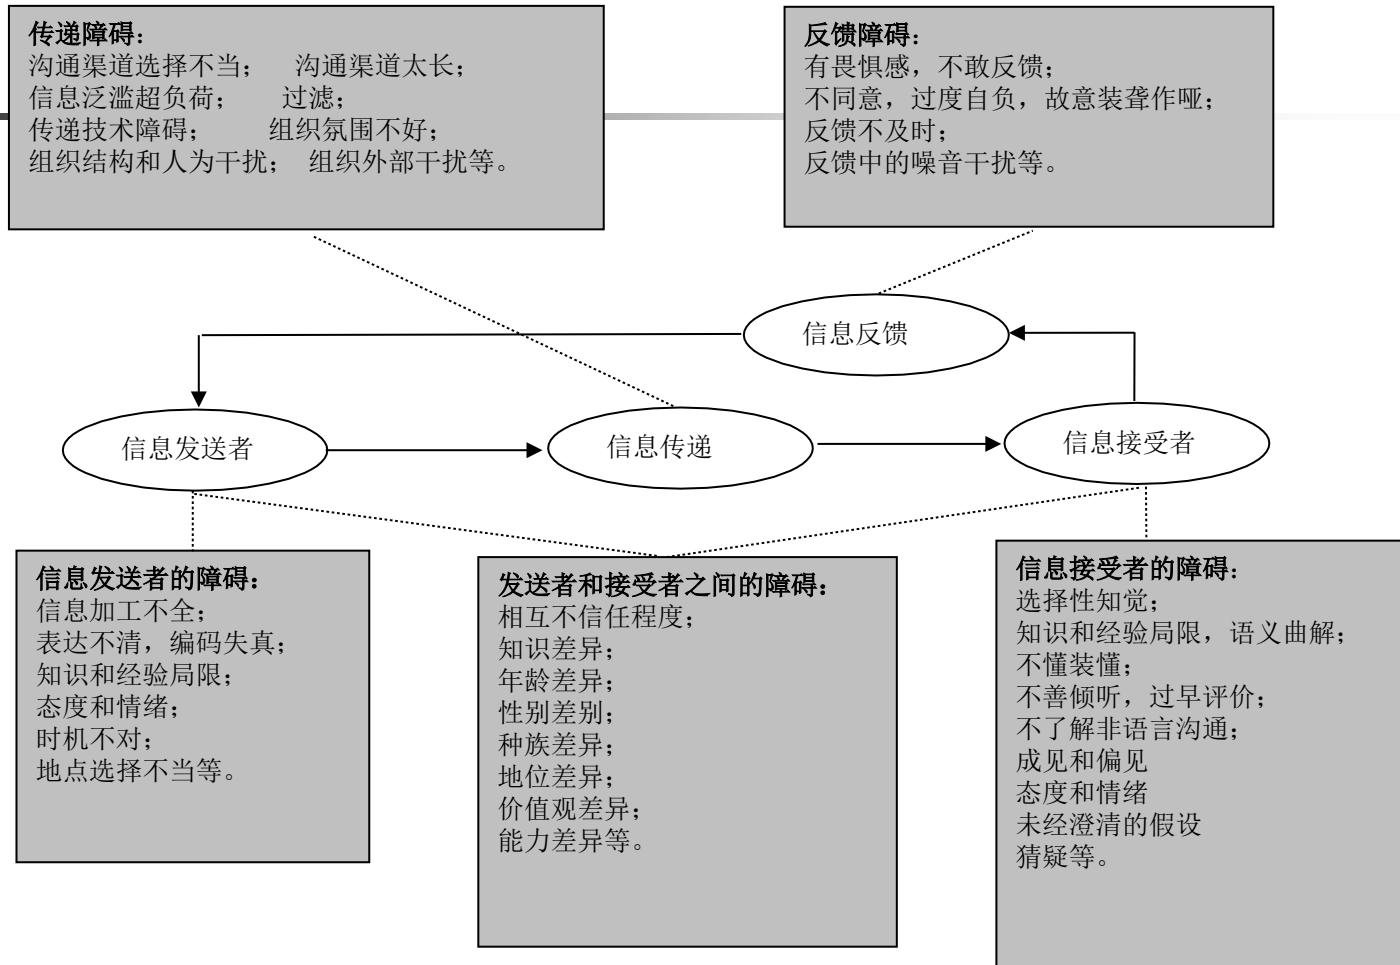 传递障碍：
沟通渠道选择不当； 沟通渠道太长；
信息泛滥超负荷； 过滤；
传递技术障碍； 组织氛围不好；
组织结构和人为干扰； 组织外部干扰等。
反馈障碍：
有畏惧感，不敢反馈；
不同意，过度自负，故意装聋作哑；
反馈不及时；
反馈中的噪音干扰等。
信息反馈
信息发送者
信息传递
信息接受者
信息发送者的障碍：
信息加工不全；
表达不清，编码失真；
知识和经验局限；
态度和情绪；
时机不对；
地点选择不当等。
发送者和接受者之间的障碍：
相互不信任程度；
知识差异；
年龄差异；
性别差别；
种族差异；
地位差异；
价值观差异；
能力差异等。
信息接受者的障碍：
选择性知觉；
知识和经验局限，语义曲解；
不懂装懂；
不善倾听，过早评价；
不了解非语言沟通；
成见和偏见
态度和情绪
未经澄清的假设
猜疑等。